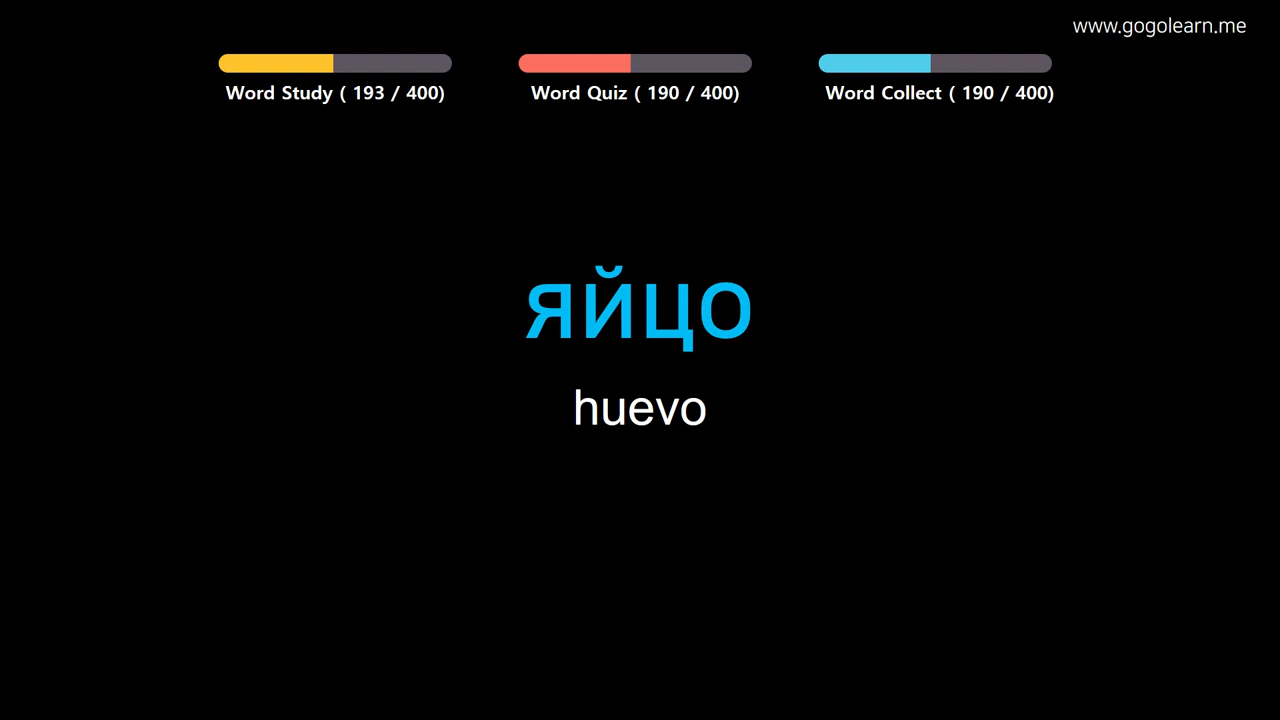 www.gogolearn.me
Word Study ( 193 / 400)
Word Quiz ( 190 / 400)
Word Collect ( 190 / 400)
яйцо
huevo